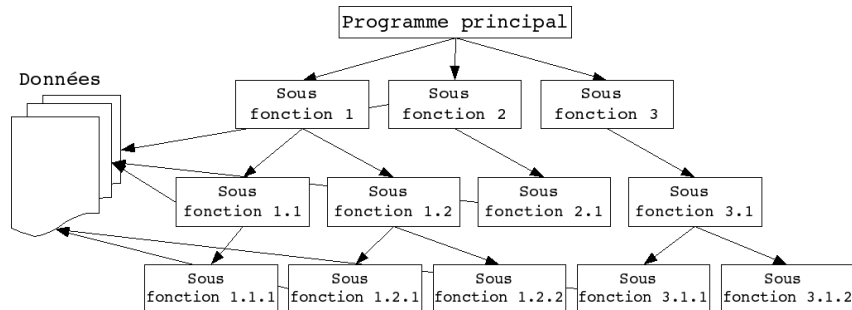 Programme principal
Données
Sous
fonction 1
Sous
fonction 2
Sous
fonction 3
Sous
fonction 1.1
Sous
fonction 1.2
Sous
fonction 2.1
Sous
fonction 3.1
Sous
fonction 1.1.1
Sous
fonction 1.2.1
Sous
fonction 1.2.2
Sous
fonction 3.1.1
Sous
fonction 3.1.2